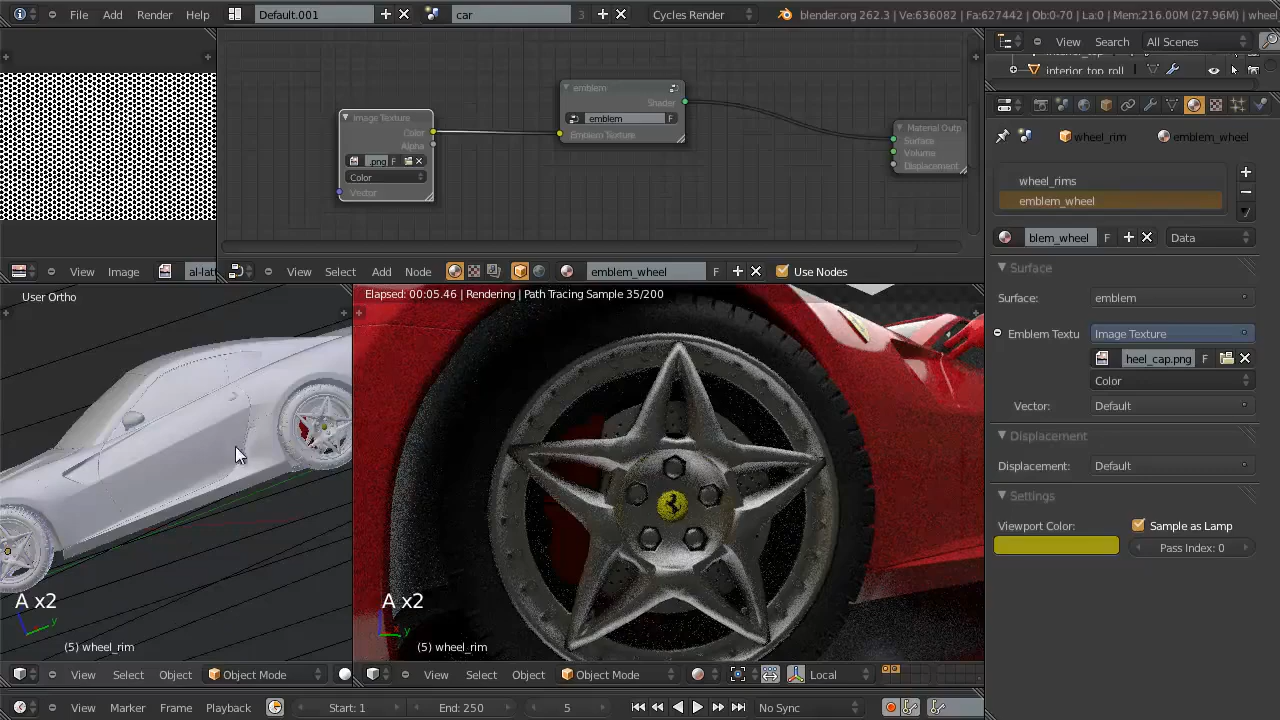 File Add Render Help Default.001 car 3 Cycles Render blender.org 262.3 | Ve:636082 | Fa:627442 | Ob:0-70 | La:0 | Mem:216.00M (27.96M) | wheel
View Search All Scenes
interior_top_roll
emblem
Shader
emblem F
Emblem Texture
Image Texture
Color
Alpha
.png F
Color
Vector
Material Outp
Surface
Volume
Displacement
wheel_rim emblem_wheel
wheel_rims
emblem_wheel
blem_wheel F Data
Surface
Surface: emblem
Emblem Textu Image Texture
heel_cap.png F
Color
Vector: Default
Displacement
Displacement: Default
Settings
Viewport Color: Sample as Lamp
Pass Index: 0
View Image al-latt
View Select Add Node emblem_wheel F Use Nodes
User Ortho
Elapsed: 00:05.46 | Rendering | Path Tracing Sample 35/200
A x2
y
(5) wheel_rim
A x2
y
(5) wheel_rim
View Select Object Object Mode
View Select Object Object Mode Local
View Marker Frame Playback Start: 1 End: 250 5 No Sync